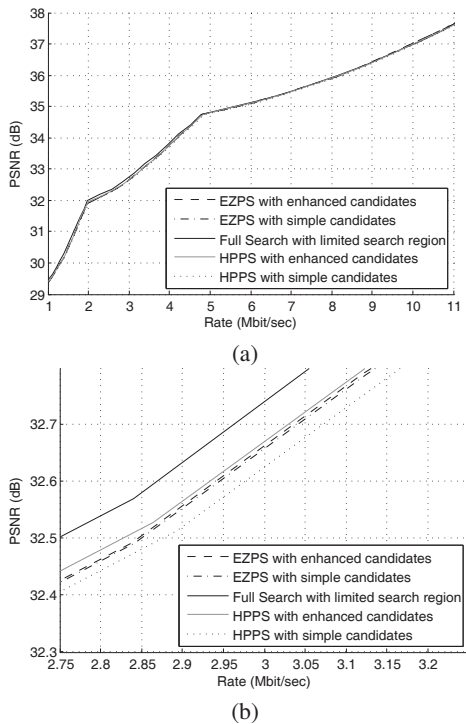 38
37
36
35
34
33
32
31
30
29
PSNR (dB)
EZPS with enhanced candidates
EZPS with simple candidates
Full Search with limited search region
HPPS with enhanced candidates
HPPS with simple candidates
1 2 3 4 5 6 7 8 9 10 11
Rate (Mbit/sec)
(a)
32.7
32.6
32.5
32.4
32.3
PSNR (dB)
EZPS with enhanced candidates
EZPS with simple candidates
Full Search with limited search region
HPPS with enhanced candidates
HPPS with simple candidates
2.75 2.8 2.85 2.9 2.95 3 3.05 3.1 3.15 3.2
Rate (Mbit/sec)
(b)